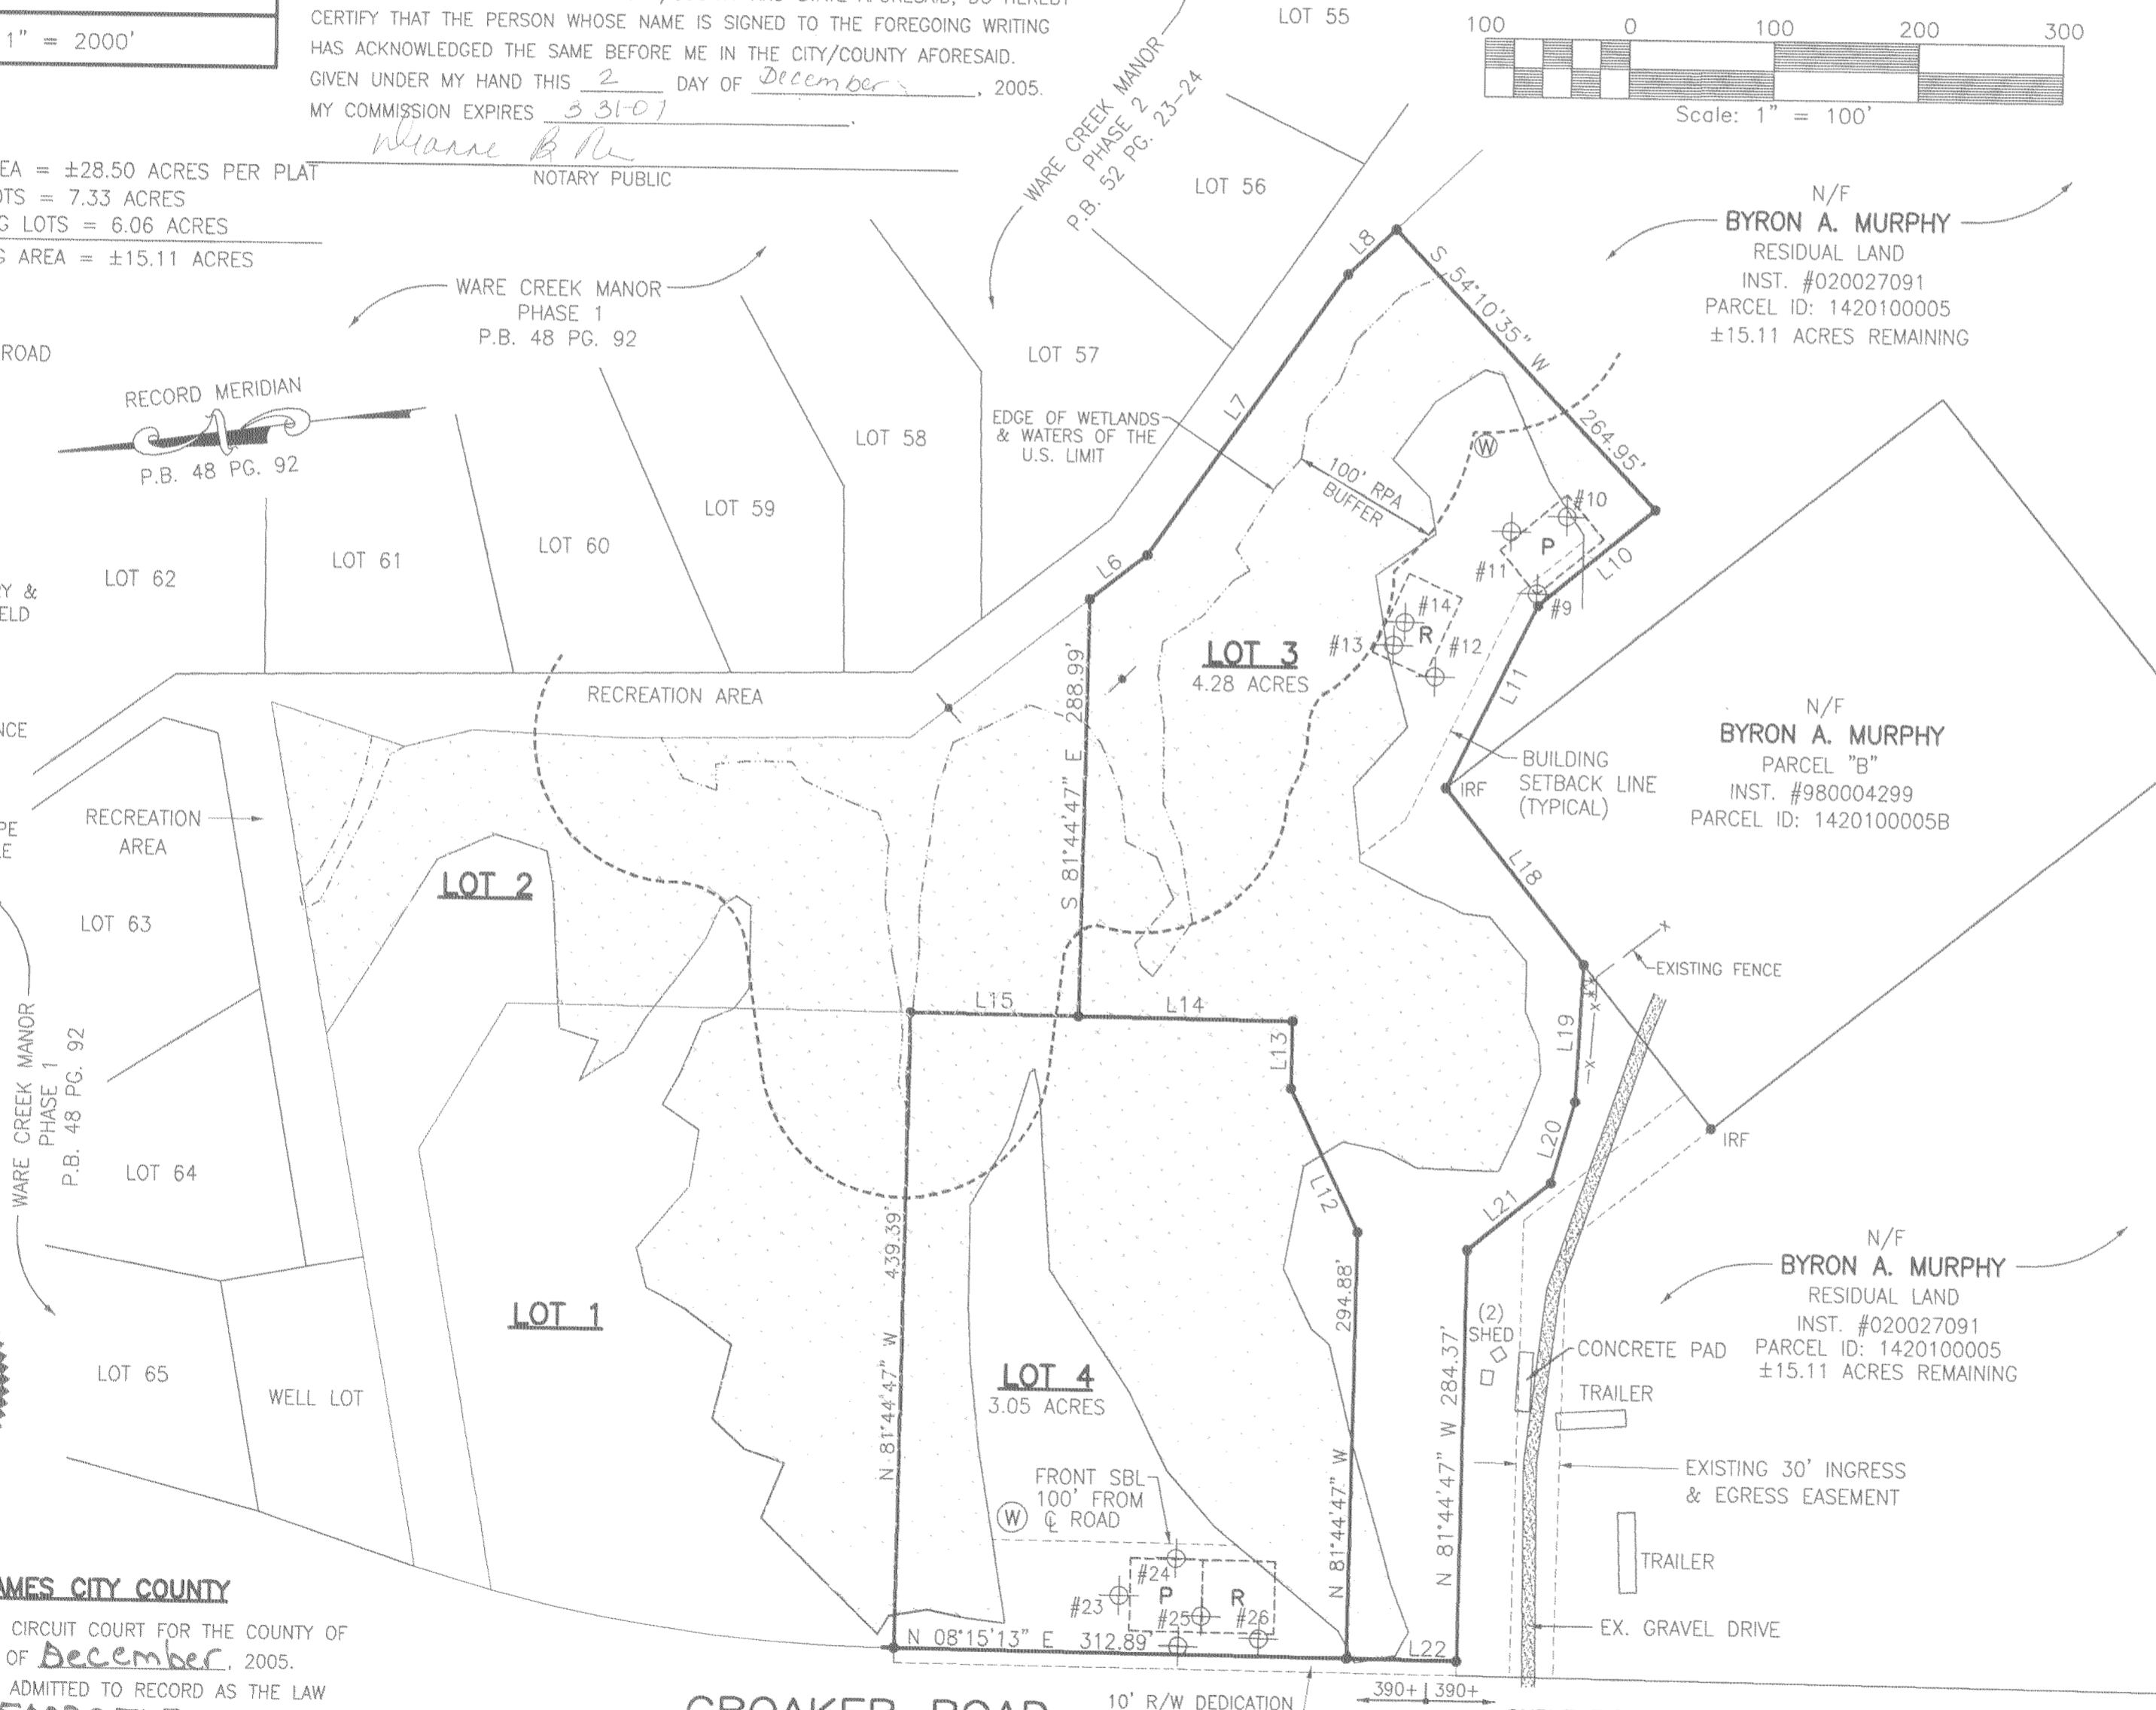 1" = 2000'
CERTIFY THAT THE PERSON WHOSE NAME IS SIGNED TO THE FOREGOING WRITING
HAS ACKNOWLEDGED THE SAME BEFORE ME IN THE CITY/COUNTY AFORESAID.
GIVEN UNDER MY HAND THIS 2 DAY OF December, 2005.
MY COMMISSION EXPIRES 3-31-07.
NOTARY PUBLIC
EA = ±28.50 ACRES PER PLAT
OTS = 7.33 ACRES
G LOTS = 6.06 ACRES
G AREA = ±15.11 ACRES
ROAD
RECORD MERIDIAN
P.B. 48 PG. 92
WARE CREEK MANOR
PHASE 1
P.B. 48 PG. 92
WARE CREEK MANOR
PHASE 2
P.B. 52 PG. 23-24
LOT 55
LOT 56
LOT 57
LOT 58
LOT 59
LOT 60
LOT 61
LOT 62
100 0 100 200 300
Scale: 1" = 100'
N/F
BYRON A. MURPHY
RESIDUAL LAND
INST. #020027091
PARCEL ID: 1420100005
±15.11 ACRES REMAINING
L8
S 54°10'35" W 264.95'
L7
EDGE OF WETLANDS
& WATERS OF THE
U.S. LIMIT
100' RPA
BUFFER
W
#10
P
#11
L10
#9
#14
R
#13
#12
L6
LOT 3
4.28 ACRES
L11
RY &
ELD
NCE
PE
LE
RECREATION AREA
S 81°44'47" E 288.99'
BUILDING
SETBACK LINE
(TYPICAL)
IRF
N/F
BYRON A. MURPHY
PARCEL "B"
INST. #980004299
PARCEL ID: 1420100005B
RECREATION
AREA
LOT 2
L18
LOT 63
EXISTING FENCE
L15
L14
L13
L19
WARE CREEK MANOR
PHASE 1
P.B. 48 PG. 92
LOT 64
L12
L20
IRF
L21
N 81°44'47" W 439.39'
LOT 1
LOT 65
WELL LOT
LOT 4
3.05 ACRES
N 81°44'47" W 294.88'
N 81°44'47" W 284.37'
(2)
SHED
N/F
BYRON A. MURPHY
RESIDUAL LAND
INST. #020027091
PARCEL ID: 1420100005
±15.11 ACRES REMAINING
CONCRETE PAD
TRAILER
EXISTING 30' INGRESS
& EGRESS EASEMENT
FRONT SBL
100' FROM
℄ ROAD
W
TRAILER
#24
P
R
#23
#25
#26
EX. GRAVEL DRIVE
N 08°15'13" E 312.89'
L22
AMES CITY COUNTY
CIRCUIT COURT FOR THE COUNTY OF
OF December, 2005.
ADMITTED TO RECORD AS THE LAW
CROAKER ROAD
10' R/W DEDICATION
390+ 390+